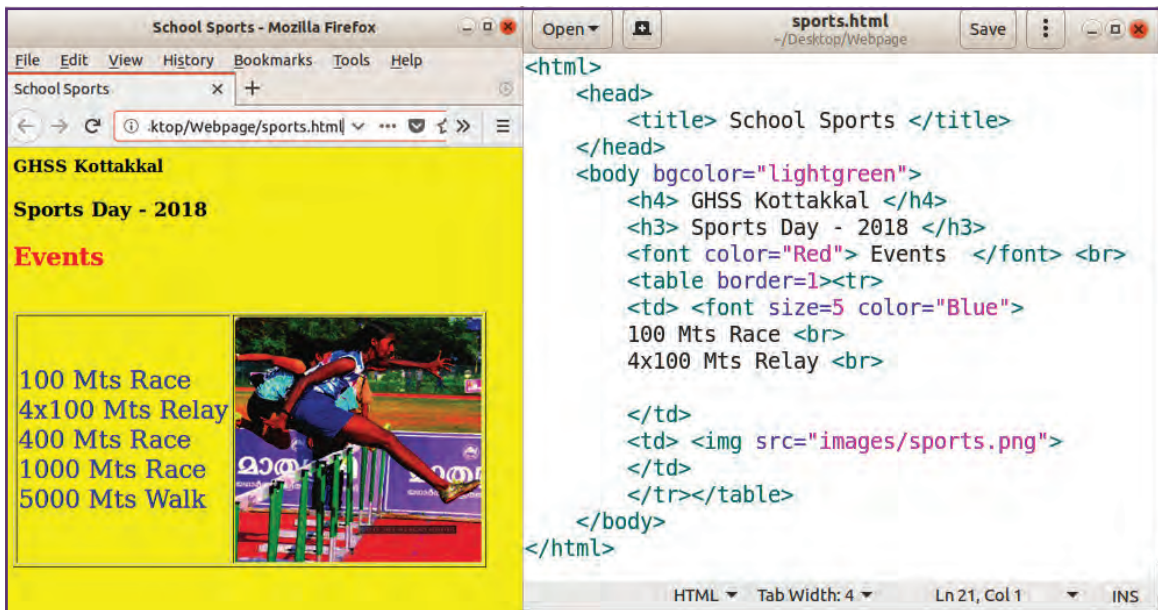 School Sports - Mozilla Firefox
File Edit View History Bookmarks Tools Help
School Sports
ktop/Webpage/sports.html
GHSS Kottakkal
Sports Day - 2018
Events
100 Mts Race
4x100 Mts Relay
400 Mts Race
1000 Mts Race
5000 Mts Walk
Open
sports.html
~/Desktop/Webpage
Save
<html>
<head>
<title> School Sports </title>
</head>
<body bgcolor="lightgreen">
<h4> GHSS Kottakkal </h4>
<h3> Sports Day - 2018 </h3>
<font color="Red"> Events </font> <br>
<table border=1><tr>
<td> <font size=5 color="Blue">
100 Mts Race <br>
4x100 Mts Relay <br>
</td>
<td> <img src="images/sports.png">
</td>
</tr></table>
</body>
</html>
HTML Tab Width: 4 Ln 21, Col 1 INS